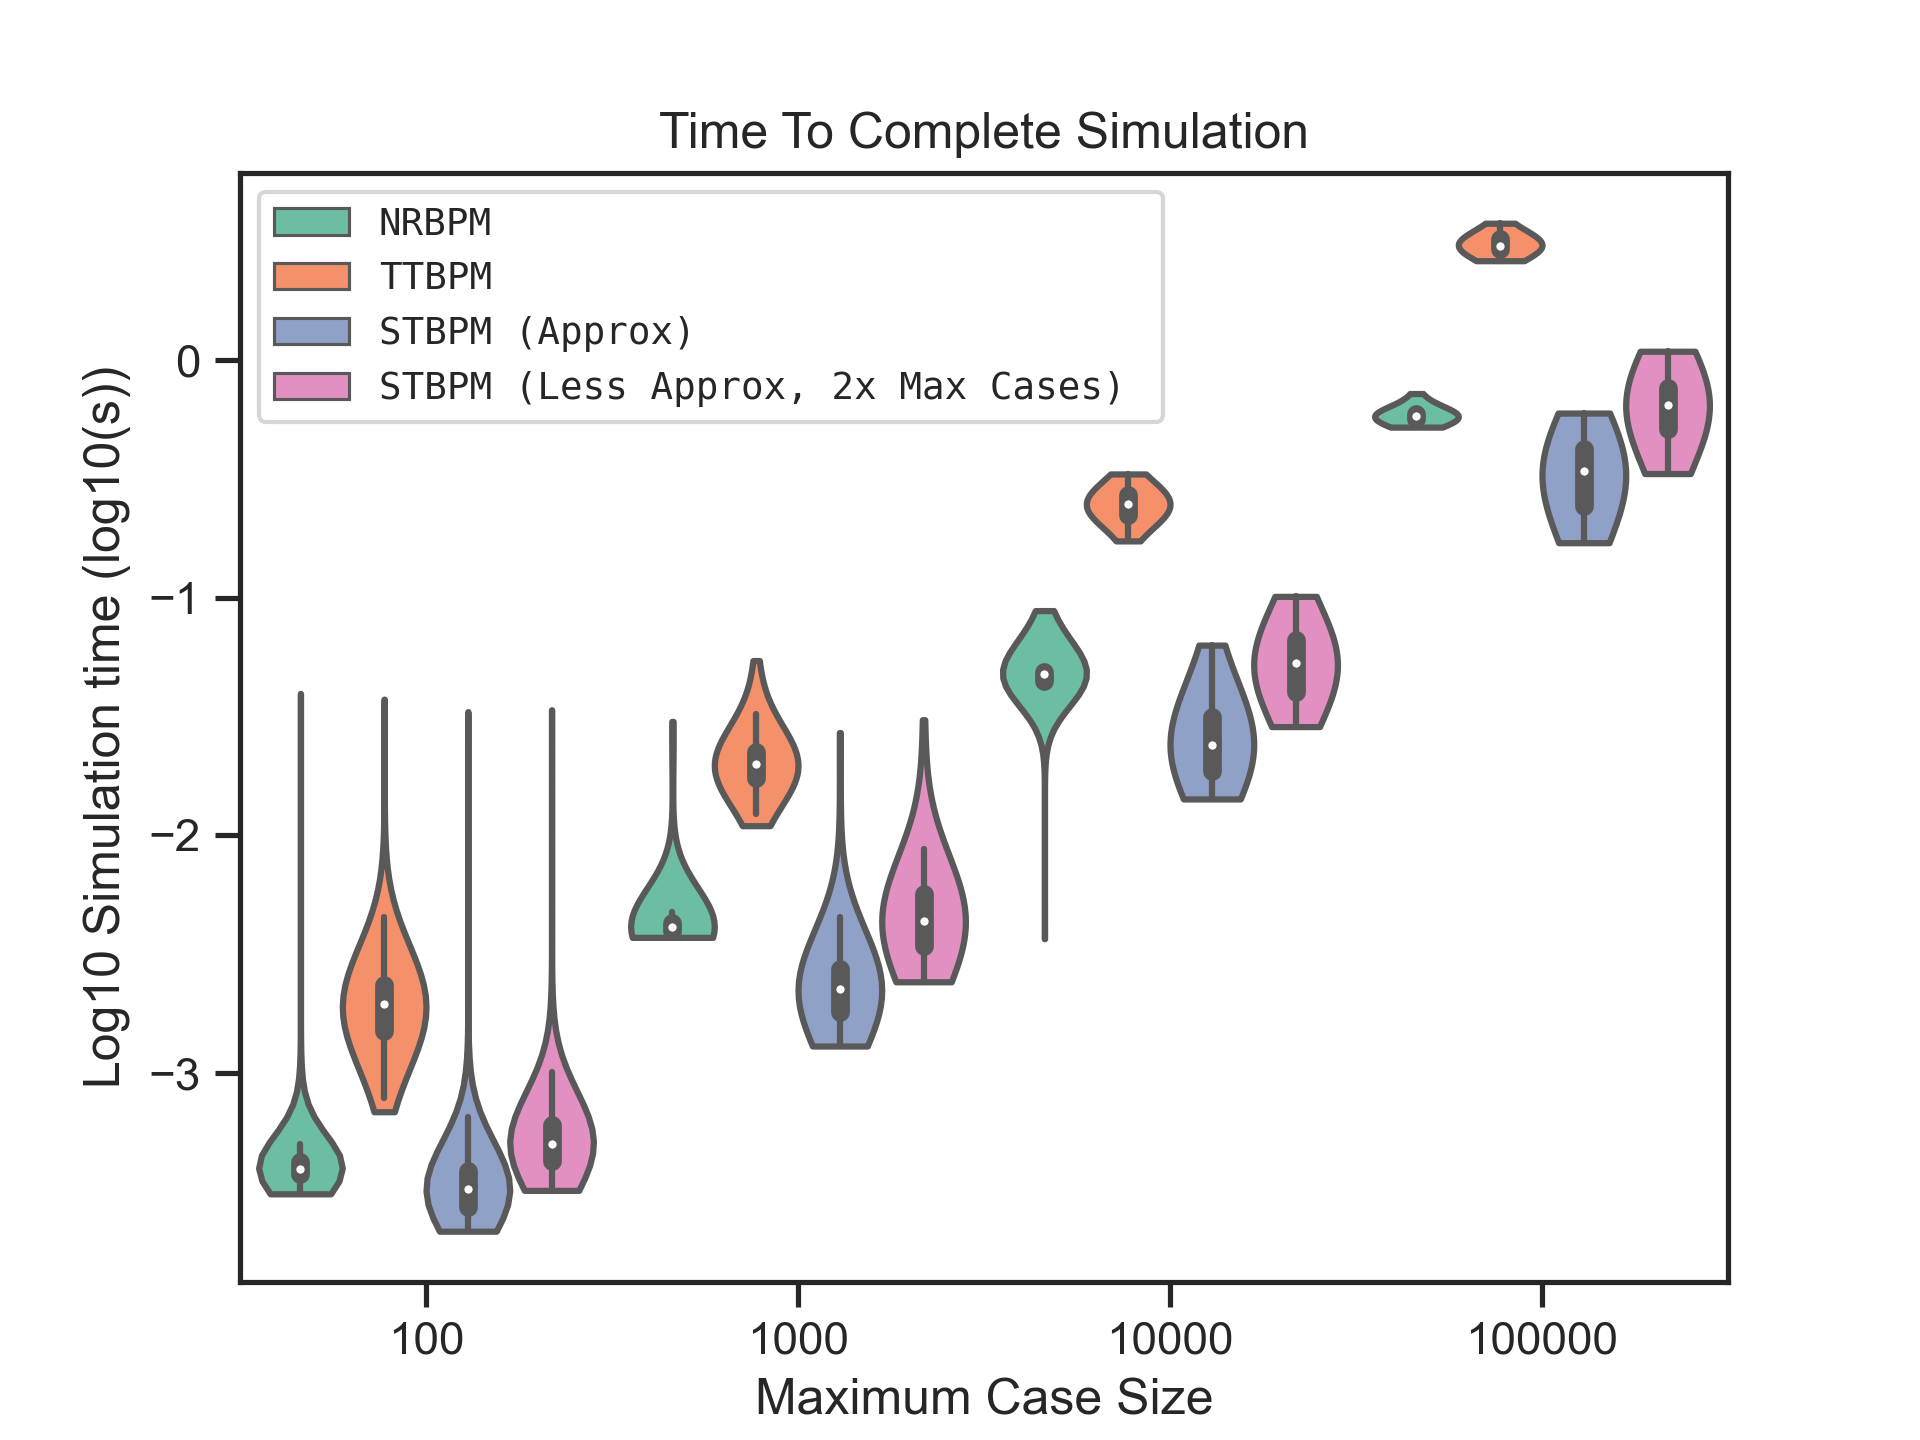 Time To Complete Simulation
NRBPM
TTBPM
STBPM (Approx)
STBPM (Less Approx, 2x Max Cases)
Log10 Simulation time (log10(s))
0
−1
−2
−3
100
1000
10000
100000
Maximum Case Size